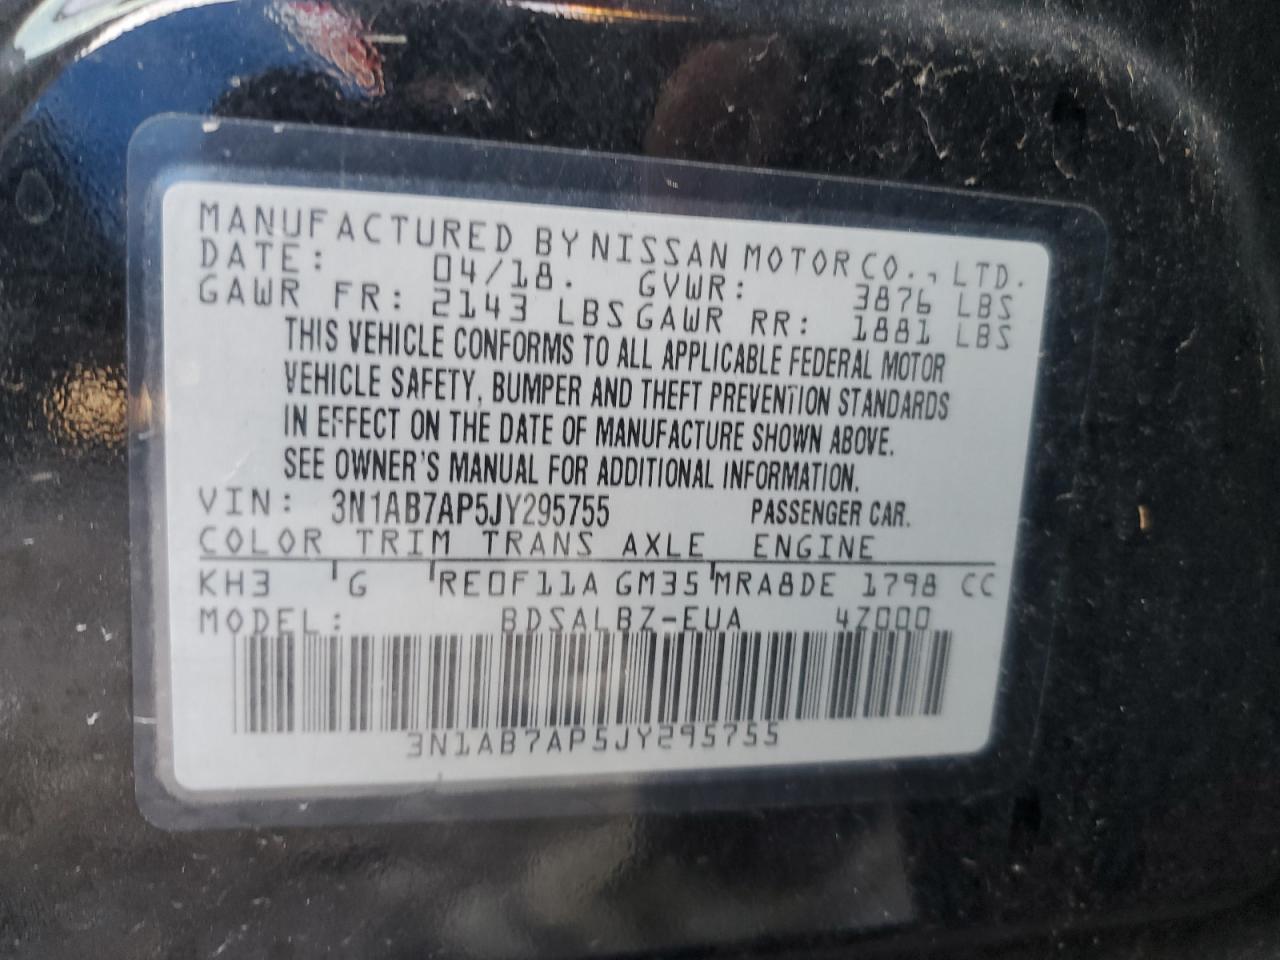 MANUFACTURED BY NISSAN MOTOR CO., LTD.
DATE: 04/18. GVWR: 3876 LBS
GAWR FR: 2143 LBS GAWR RR: 1881 LBS
THIS VEHICLE CONFORMS TO ALL APPLICABLE FEDERAL MOTOR
VEHICLE SAFETY, BUMPER AND THEFT PREVENTION STANDARDS
IN EFFECT ON THE DATE OF MANUFACTURE SHOWN ABOVE.
SEE OWNER'S MANUAL FOR ADDITIONAL INFORMATION.
VIN: 3N1AB7AP5JY295755 PASSENGER CAR.
COLOR TRIM TRANS AXLE ENGINE
KH3 G RE0F11A GM35 MRA8DE 1798 CC
MODEL: BDSALBZ-EUA 4Z000
3N1AB7AP5JY295755